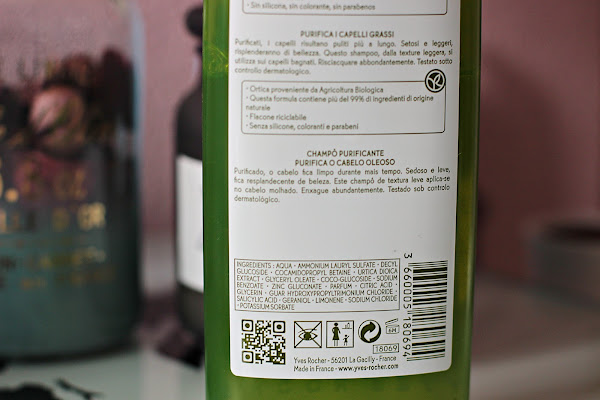 · Sin silicone, sin colorante, sin parabenos
PURIFICA I CAPELLI GRASSI
Purificati, i capelli risultano puliti più a lungo. Setosi e leggeri,
risplenderanno di bellezza. Questo shampoo, dalla texture leggera, si
utilizza sui capelli bagnati. Risciacquare abbondantemente. Testato sotto
controllo dermatologico.
· Ortica proveniente da Agricoltura Biologica
· Questa formula contiene più del 99% di ingredienti di origine
naturale
· Flacone riciclabile
· Senza silicone, coloranti e parabeni
CHAMPÔ PURIFICANTE
PURIFICA O CABELO OLEOSO
Purificado, o cabelo fica limpo durante mais tempo. Sedoso e leve,
fica resplandecente de beleza. Este champô de textura leve aplica-se
no cabelo molhado. Enxague abundantemente. Testado sob controlo
dermatológico.
INGREDIENTS : AQUA · AMMONIUM LAURYL SULFATE · DECYL
GLUCOSIDE · COCAMIDOPROPYL BETAINE · URTICA DIOICA
EXTRACT · GLYCERYL OLEATE · COCO-GLUCOSIDE · SODIUM
BENZOATE · ZINC GLUCONATE · PARFUM · CITRIC ACID ·
GLYCERIN · GUAR HYDROXYPROPYLTRIMONIUM CHLORIDE ·
SALICYLIC ACID · GERANIOL · LIMONENE · SODIUM CHLORIDE
· POTASSIUM SORBATE
3 660005 180694
18069
Yves Rocher - 56201 La Gacilly - France
Made in France - www.yves-rocher.com